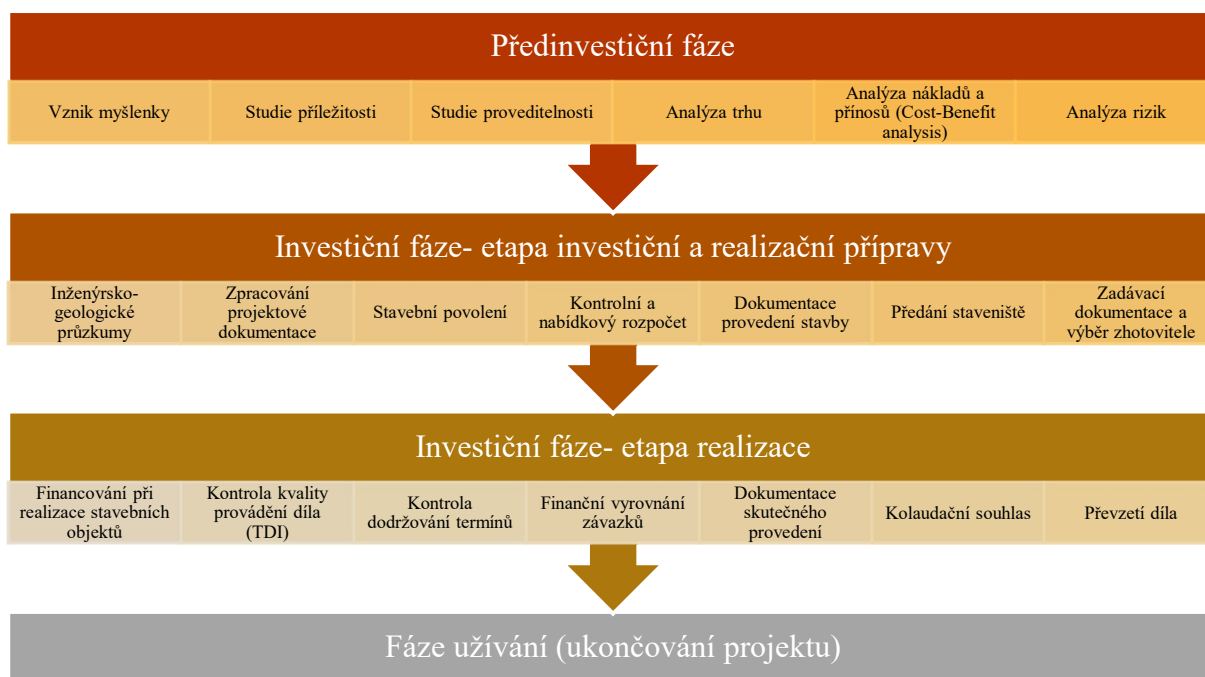 Předinvestiční fáze
Vznik myšlenky
Studie příležitosti
Studie proveditelnosti
Analýza trhu
Analýza nákladů a
přínosů (Cost-Benefit
analysis)
Analýza rizik
Investiční fáze- etapa investiční a realizační přípravy
Inženýrsko-
geologické
průzkumy
Zpracování
projektové
dokumentace
Stavební povolení
Kontrolní a
nabídkový rozpočet
Dokumentace
provedení stavby
Předání staveniště
Zadávací
dokumentace a
výběr zhotovitele
Investiční fáze- etapa realizace
Financování při
realizace stavebních
objektů
Kontrola kvality
provádění díla
(TDI)
Kontrola
dodržování termínů
Finanční vyrovnání
závazků
Dokumentace
skutečného
provedení
Kolaudační souhlas
Převzetí díla
Fáze užívání (ukončování projektu)